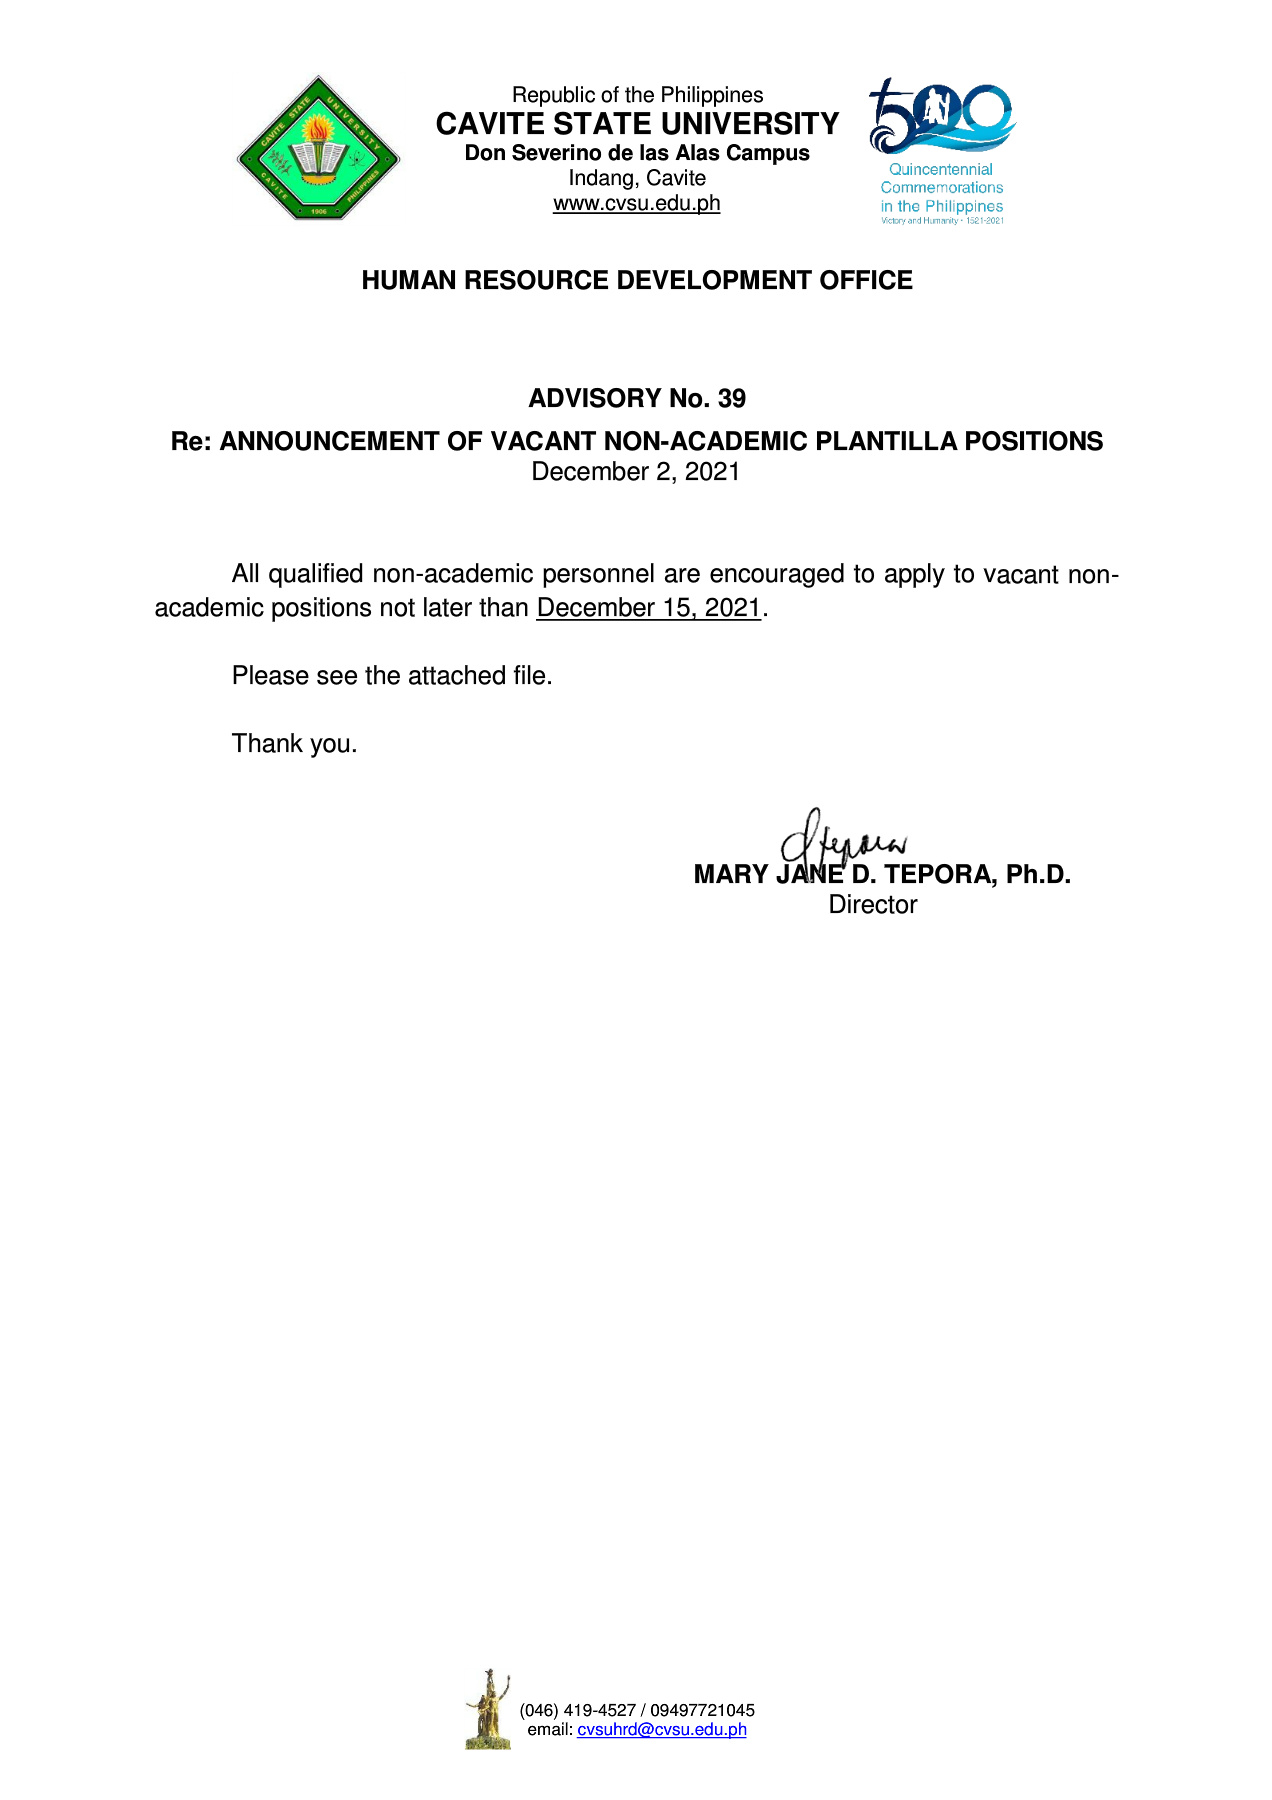 CAVITE STATE UNIVERSITY
CAVITE PHILIPPINES
1906
Republic of the Philippines
CAVITE STATE UNIVERSITY
Don Severino de las Alas Campus
Indang, Cavite
www.cvsu.edu.ph
500
Quincentennial
Commemorations
in the Philippines
Victory and Humanity • 1521-2021
HUMAN RESOURCE DEVELOPMENT OFFICE
ADVISORY No. 39
Re: ANNOUNCEMENT OF VACANT NON-ACADEMIC PLANTILLA POSITIONS
December 2, 2021
All qualified non-academic personnel are encouraged to apply to vacant non-
academic positions not later than December 15, 2021.
Please see the attached file.
Thank you.
Tepora
MARY JANE D. TEPORA, Ph.D.
Director
(046) 419-4527 / 09497721045
email: cvsuhrd@cvsu.edu.ph